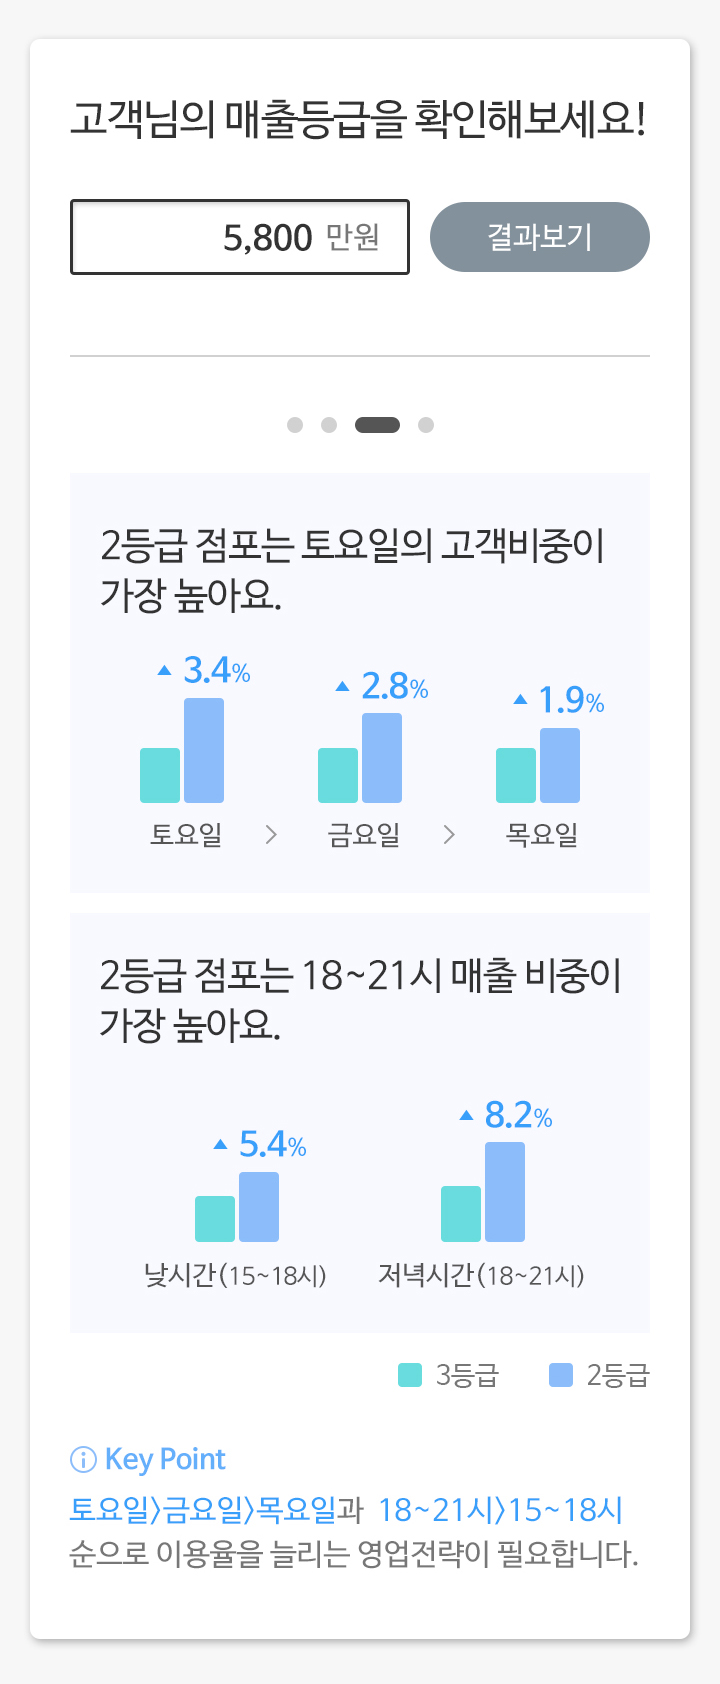 고객님의 매출등급을 확인해보세요!
5,800 만원 결과보기
2등급 점포는 토요일의 고객비중이
가장 높아요.
▲ 3.4% ▲ 2.8% ▲ 1.9%
토요일 > 금요일 > 목요일
2등급 점포는 18~21시 매출 비중이
가장 높아요.
▲ 5.4% ▲ 8.2%
낮시간(15~18시) 저녁시간(18~21시)
3등급 2등급
Key Point
토요일>금요일>목요일과 18~21시>15~18시
순으로 이용율을 늘리는 영업전략이 필요합니다.